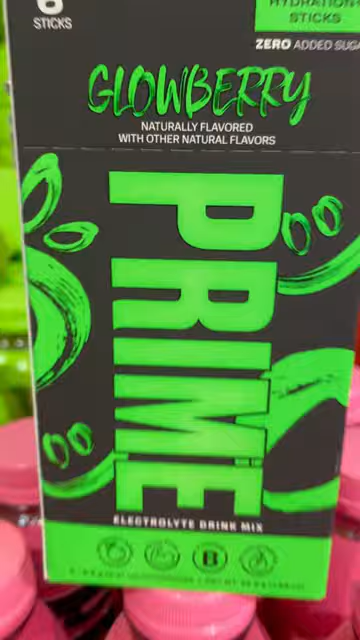 6
STICKS
HYDRATION
STICKS
ZERO ADDED SUGA
GLOWBERRY
NATURALLY FLAVORED
WITH OTHER NATURAL FLAVORS
PRIME
ELECTROLYTE DRINK MIX
B